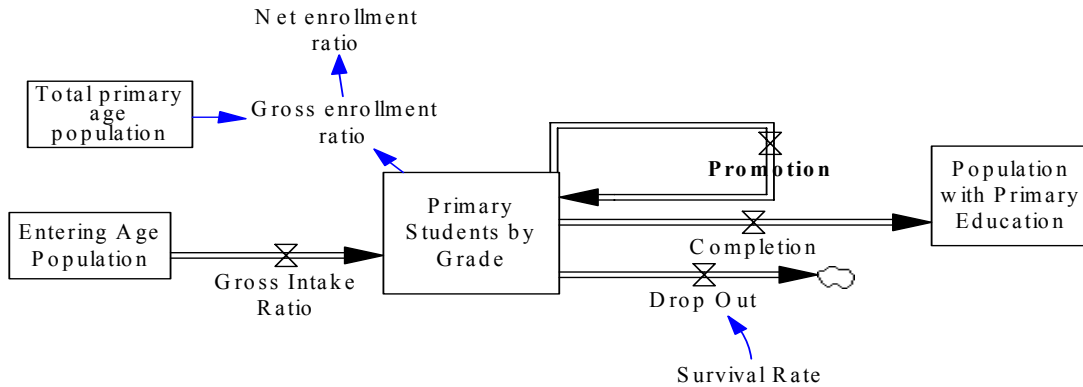 Net enrollment
ratio
Total primary
age
population
Gross enrollment
ratio
Promotion
Population
with Primary
Education
Primary
Students by
Grade
Entering Age
Population
Gross Intake
Ratio
Completion
Drop Out
Survival Rate